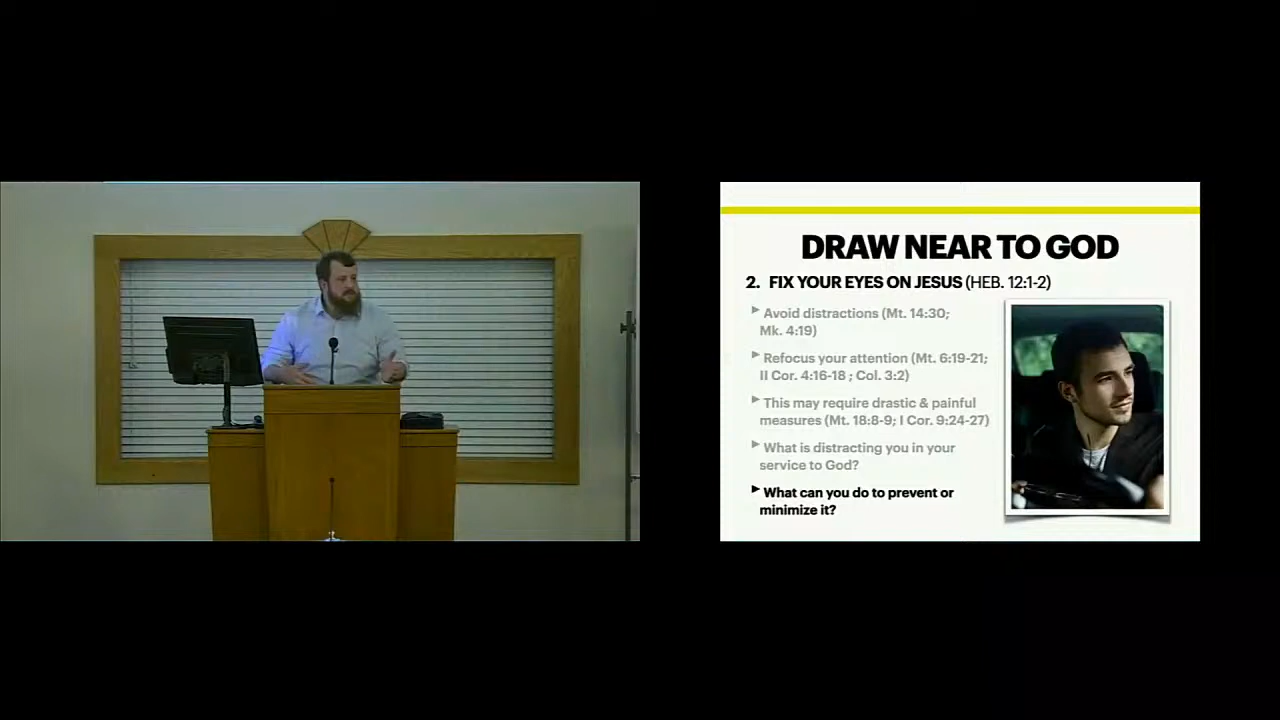 DRAW NEAR TO GOD
2. FIX YOUR EYES ON JESUS (HEB. 12:1-2)
Avoid distractions (Mt. 14:30;
Mk. 4:19)
Refocus your attention (Mt. 6:19-21;
II Cor. 4:16-18 ; Col. 3:2)
This may require drastic & painful
measures (Mt. 18:8-9; I Cor. 9:24-27)
What is distracting you in your
service to God?
What can you do to prevent or
minimize it?